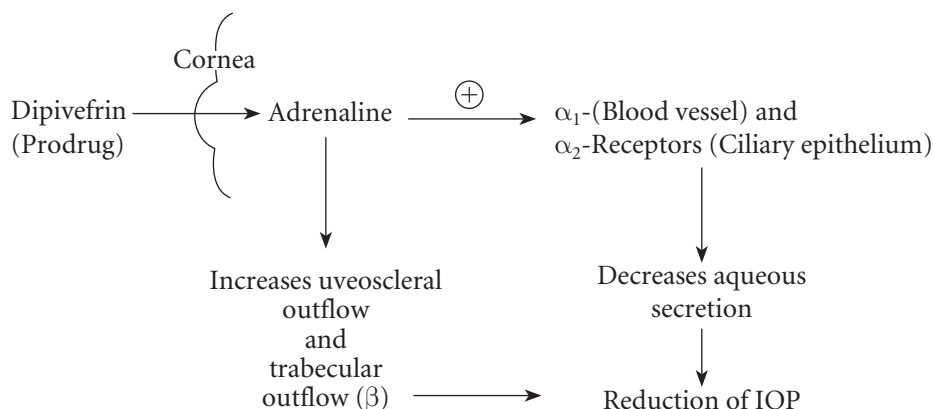 Cornea
Dipivefrin
(Prodrug)
Adrenaline
+
α₁-(Blood vessel) and
α₂-Receptors (Ciliary epithelium)
Increases uveoscleral
outflow
and
trabecular
outflow (β)
Decreases aqueous
secretion
Reduction of IOP